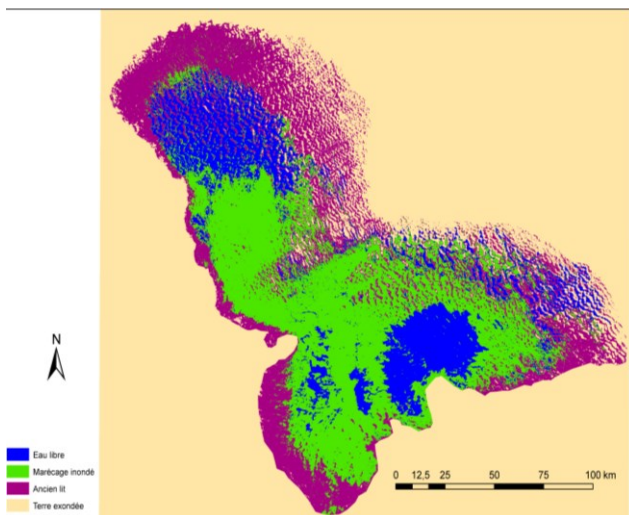 N
Eau libre
Marécage inondé
Ancien lit
Terre exondée
0 12,5 25 50 75 100 km